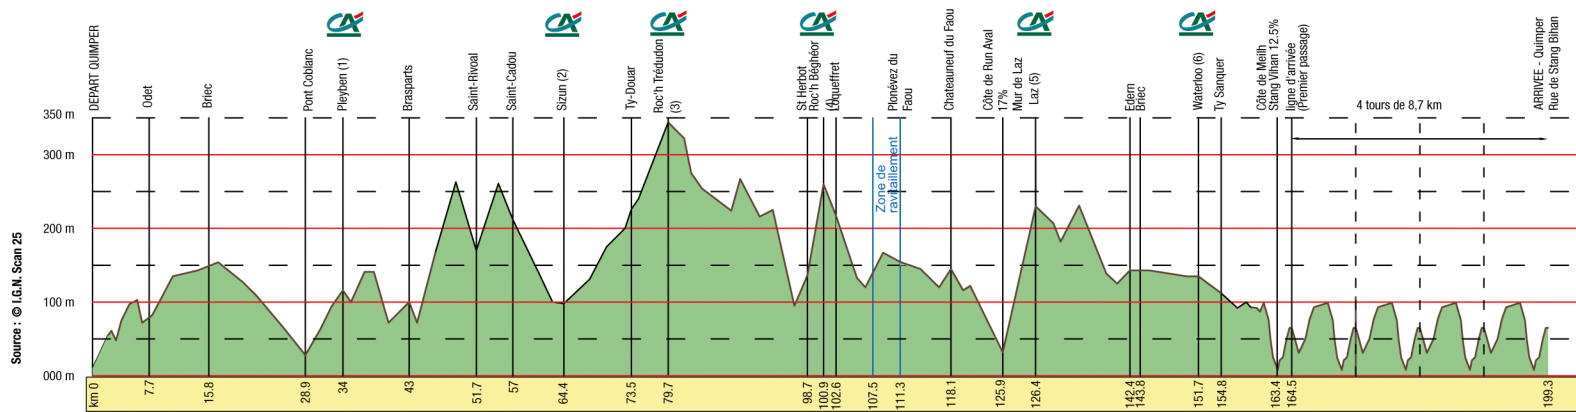 DEPART QUIMPER
Odet
Briec
Pont Coblanc
Pleyben (1)
Brasparts
Saint-Rivoal
Saint-Cadou
Sizun (2)
Ty-Douar
Roc'h Trédudon
(3)
St Herbot
Roc'h Bégheor
(4)
Loqueffret
Plonévez du
Faou
Chateauneuf du Faou
Côte de Run Aval
17%
Mur de Laz
Laz (5)
Edern
Briec
Waterloo (6)
Ty Sanquer
Côte de Meilh
Stang Vihan 12.5%
ligne d'arrivée
(Premier passage)
4 tours de 8,7 km
ARRIVEE - Quimper
Rue de Stang Bihan
CA
CA
CA
CA
CA
CA
350 m
300 m
200 m
100 m
000 m
Zone de
ravitaillement
Source : © I.G.N. Scan 25
km 0
7.7
15.8
28.9
34
43
51.7
57
64.4
73.5
79.7
98.7
100.9
102.6
107.5
111.3
118.1
125.9
126.4
142.4
143.8
151.7
154.8
163.4
164.5
199.3